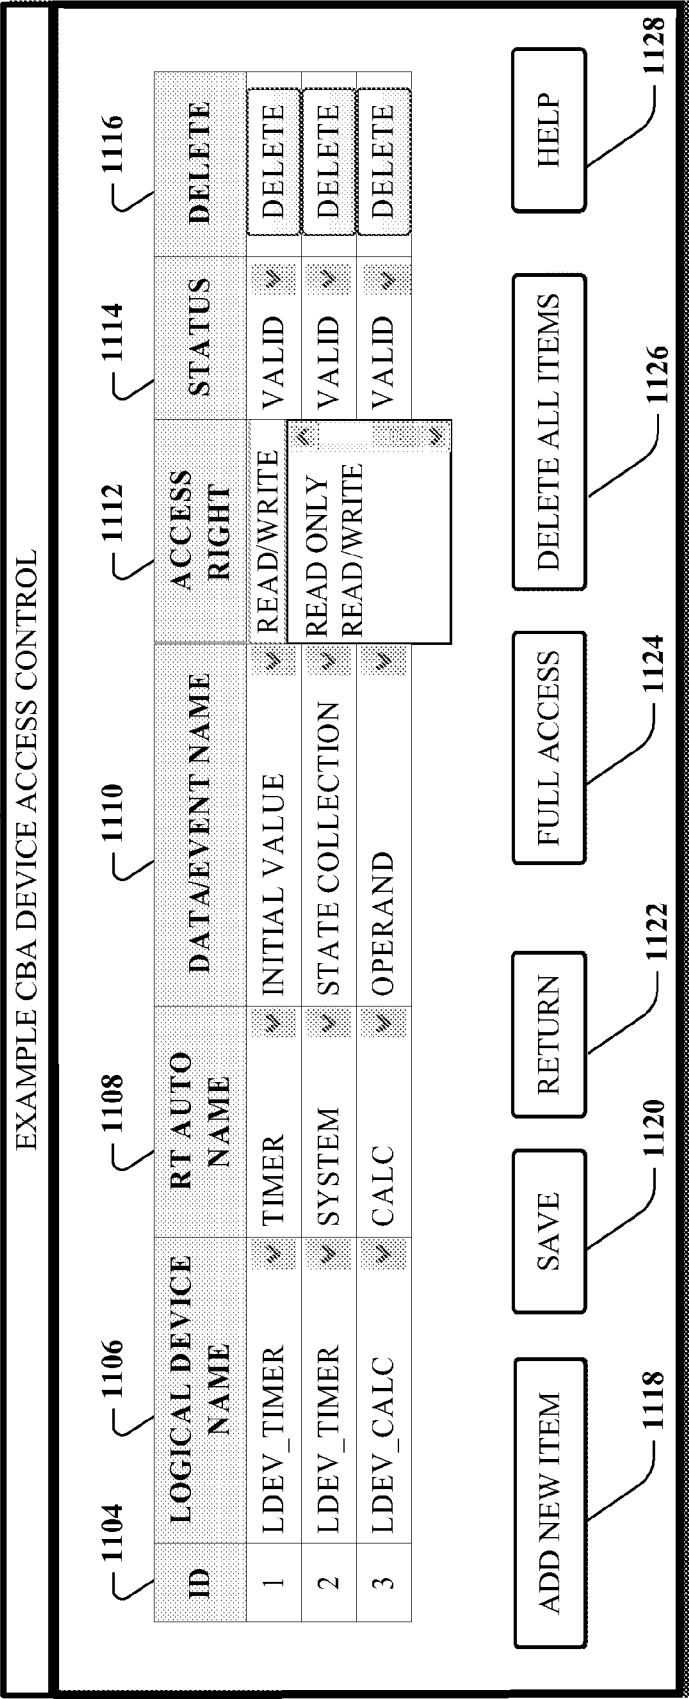 EXAMPLE CBA DEVICE ACCESS CONTROL
1104
1106
1108
1110
1112
1114
1116
ID
LOGICAL DEVICE
NAME
RT AUTO
NAME
DATA/EVENT NAME
ACCESS
RIGHT
STATUS
DELETE
1 LDEV_TIMER TIMER INITIAL VALUE READ/WRITE VALID DELETE
2 LDEV_TIMER SYSTEM STATE COLLECTION VALID DELETE
3 LDEV_CALC CALC OPERAND VALID DELETE
READ ONLY
READ/WRITE
ADD NEW ITEM
SAVE
RETURN
FULL ACCESS
DELETE ALL ITEMS
HELP
1118
1120
1122
1124
1126
1128